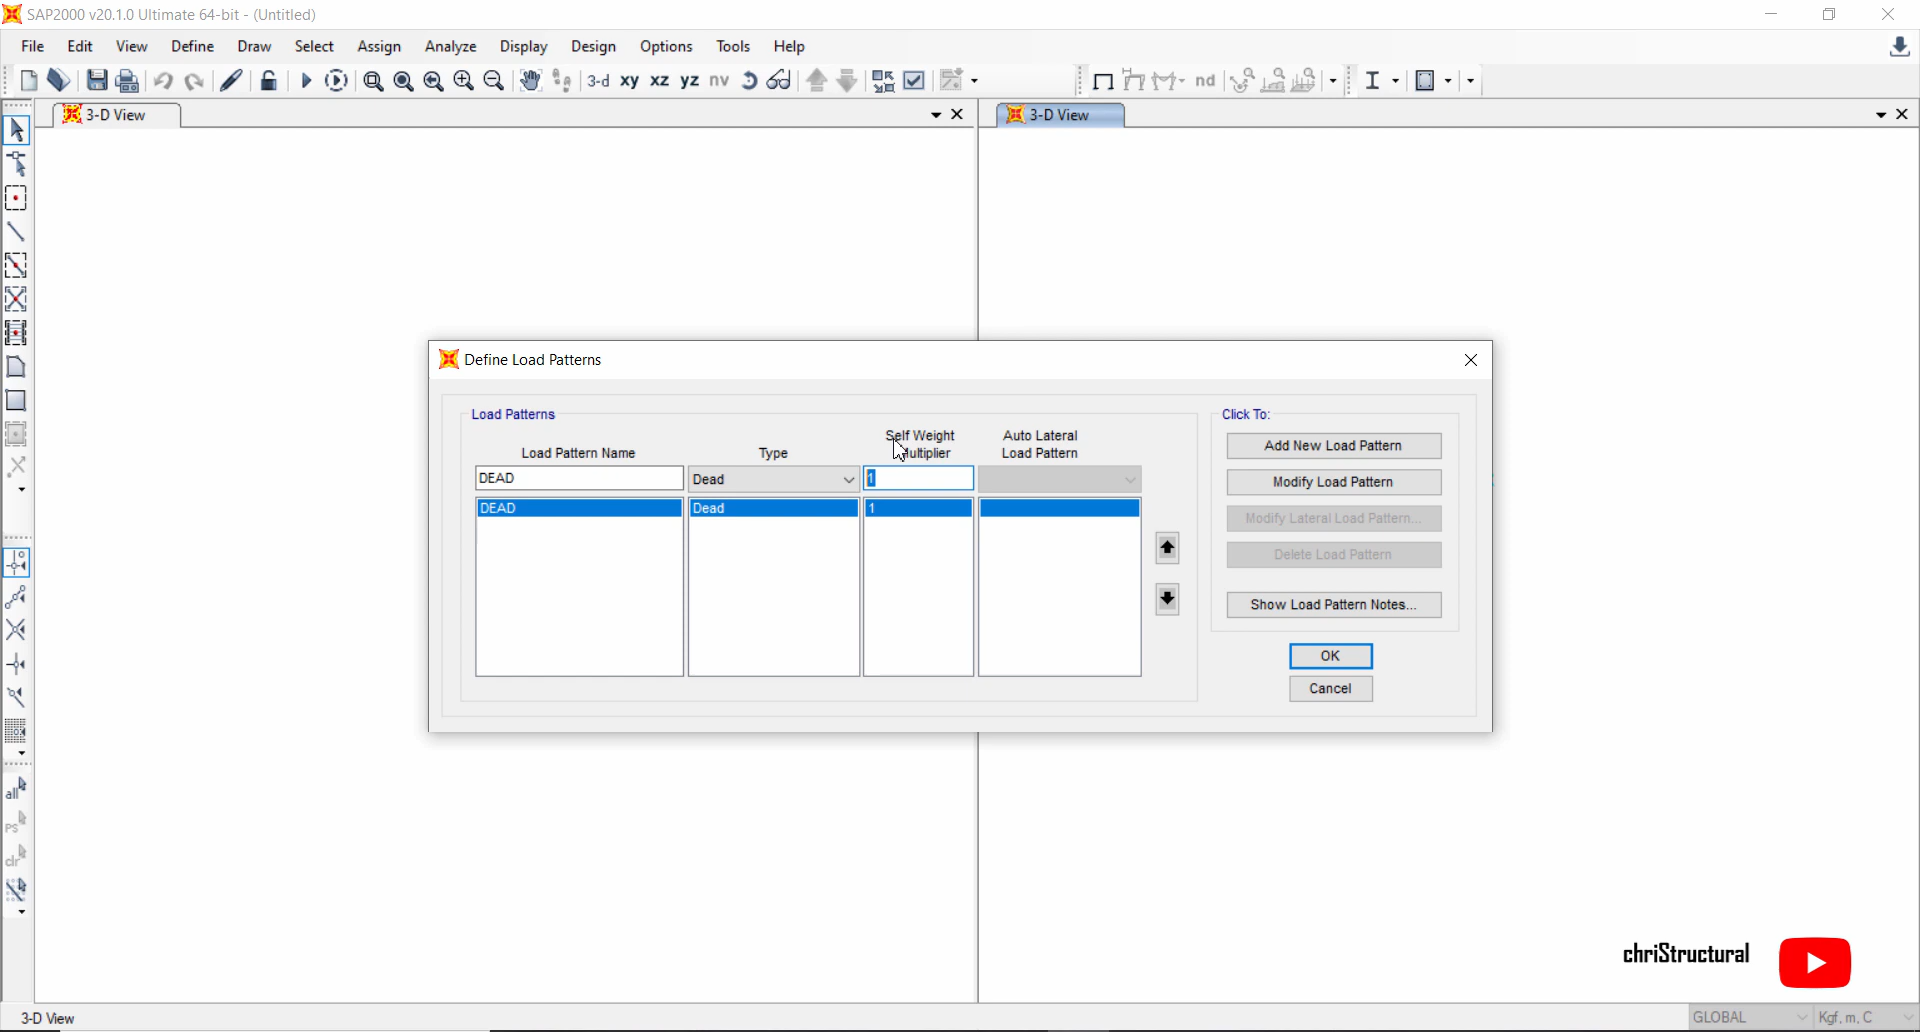 SAP2000 v20.1.0 Ultimate 64-bit - (Untitled)
File Edit View Define Draw Select Assign Analyze Display Design Options Tools Help
3-d xy xz yz nv nd
3-D View
3-D View
Define Load Patterns
Load Patterns
Click To:
Load Pattern Name
Type
Self Weight
Multiplier
Auto Lateral
Load Pattern
DEAD Dead 1
DEAD Dead 1
Add New Load Pattern
Modify Load Pattern
Modify Lateral Load Pattern...
Delete Load Pattern
Show Load Pattern Notes...
OK
Cancel
all
ps
clr
chriStructural
3-D View
GLOBAL
Kgf, m, C